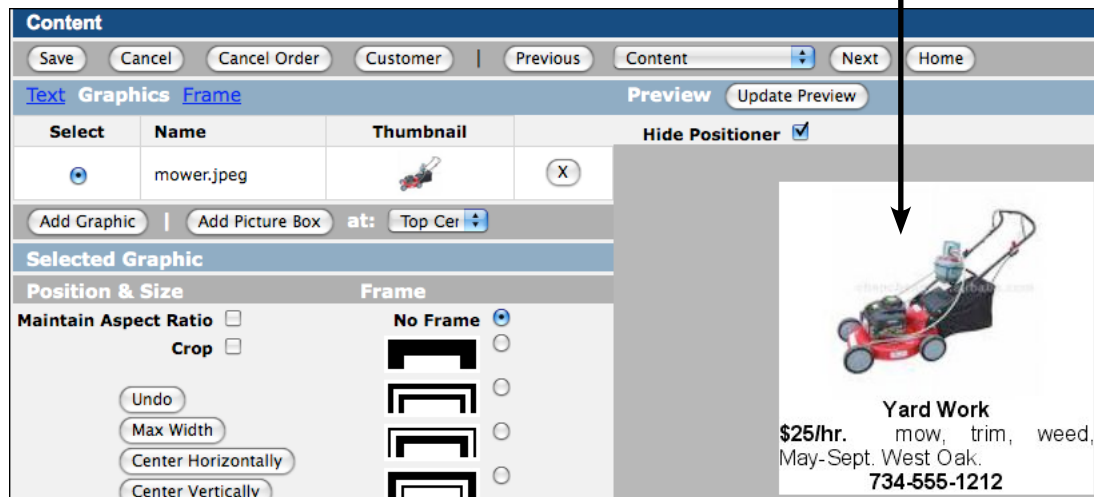 Content
Save Cancel Cancel Order Customer | Previous Content Next Home
Text Graphics Frame Preview Update Preview
Select Name Thumbnail Hide Positioner
mower.jpeg X
Add Graphic | Add Picture Box at: Top Cer
Selected Graphic
Position & Size Frame
Maintain Aspect Ratio No Frame
Crop
Undo
Max Width
Center Horizontally
Center Vertically
Yard Work
$25/hr. mow, trim, weed,
May-Sept. West Oak.
734-555-1212